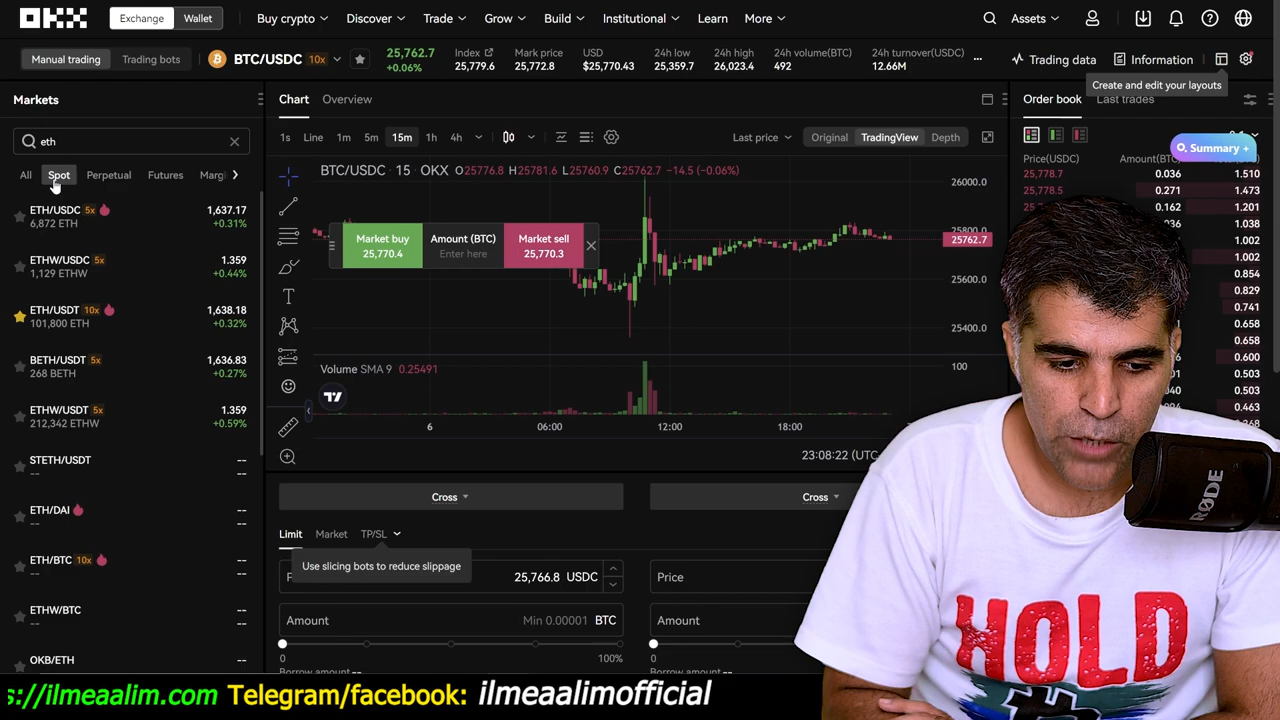 OKX
Exchange
Wallet
Buy crypto
Discover
Trade
Grow
Build
Institutional
Learn
More
Assets
Manual trading
Trading bots
BTC/USDC 10x
25,762.7
+0.06%
Index
25,779.6
Mark price
25,772.8
USD
$25,770.43
24h low
25,359.7
24h high
26,023.4
24h volume(BTC)
492
24h turnover(USDC)
12.66M
Trading data
Information
Create and edit your layouts
Markets
eth
All
Spot
Perpetual
Futures
Margi
ETH/USDC 5x
1,637.17
6,872 ETH
+0.31%
ETHW/USDC 5x
1.359
1,129 ETHW
+0.44%
ETH/USDT 10x
1,638.18
101,800 ETH
+0.32%
BETH/USDT 5x
1,636.83
268 BETH
+0.27%
ETHW/USDT 5x
1.359
212,342 ETHW
+0.59%
STETH/USDT
--
--
--
ETH/DAI
--
--
--
ETH/BTC 10x
--
--
--
ETHW/BTC
--
--
--
OKB/ETH
--
--
Chart
Overview
1s
Line
1m
5m
15m
1h
4h
Last price
Original
TradingView
Depth
BTC/USDC · 15 · OKX O25776.8 H25781.6 L25760.9 C25762.7 −14.5 (−0.06%)
Market buy
25,770.4
Amount (BTC)
Enter here
Market sell
25,770.3
26000.0
25800.0
25762.7
25600.0
25400.0
Volume SMA 9 0.25491
100
6
06:00
12:00
18:00
23:08:22 (UTC
Cross
Cross
Limit
Market
TP/SL
Use slicing bots to reduce slippage
25,766.8 USDC
Amount
Min 0.00001 BTC
0
100%
Borrow amount --
Price
Amount
0
Borrow amount
Order book
Last trades
Summary +
Price(USDC)
Amount(BTC)
25,778.7
0.036
1.510
25,778.5
0.271
1.473
0.162
1.201
1.038
1.002
1.002
0.854
0.829
0.741
0.658
0.658
0.600
0.503
0.503
0.463
RØDE
HOLD
s://ilmeaalim.com Telegram/facebook: ilmeaalimofficial